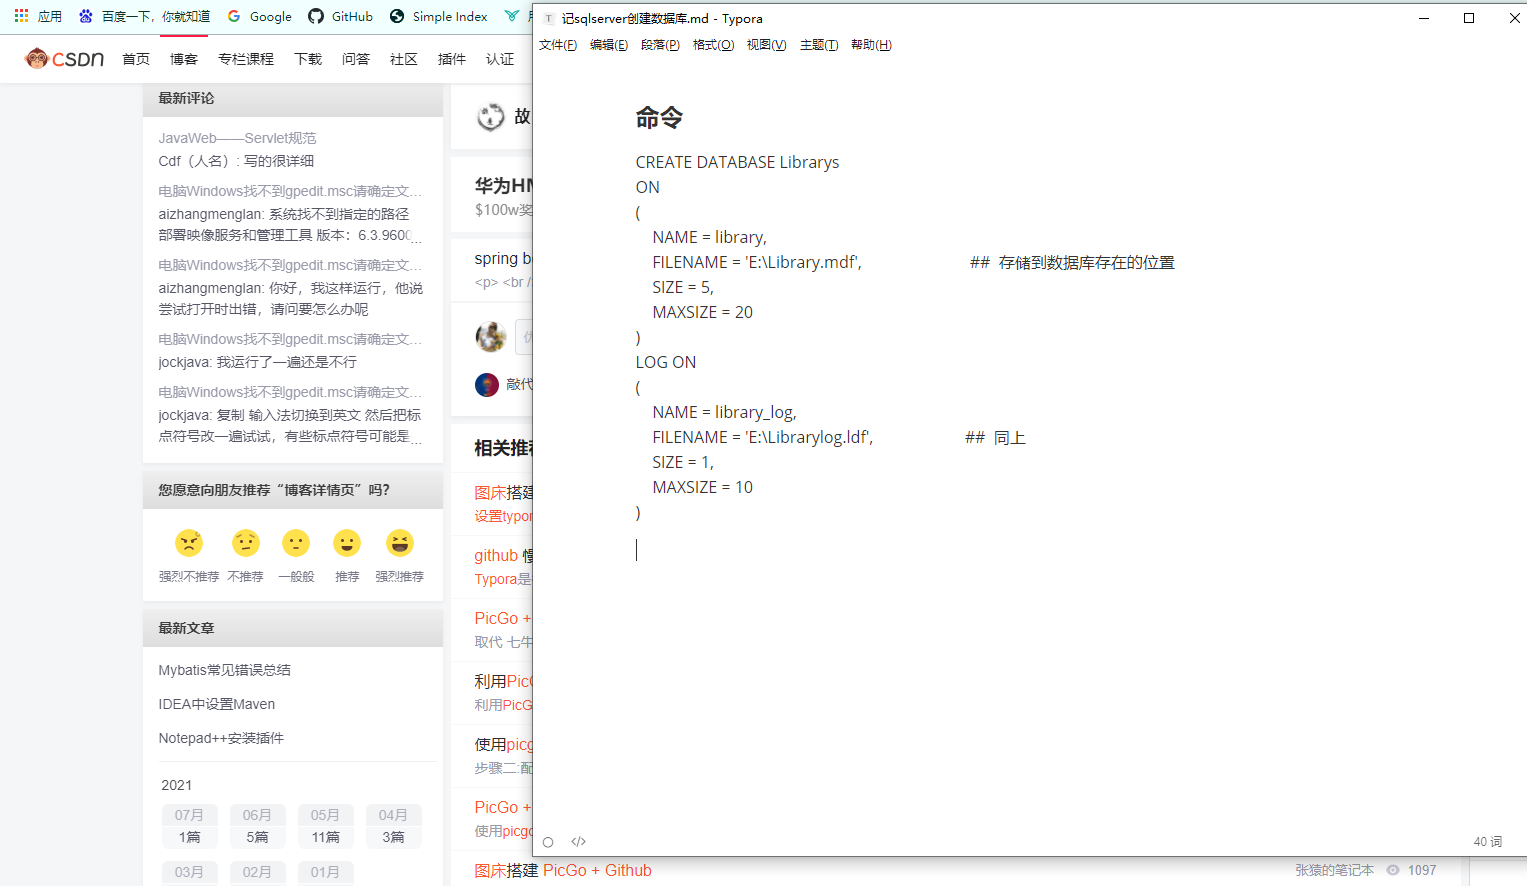 应用
百度一下，你就知道
Google
GitHub
Simple Index
CSDN
首页
博客
专栏课程
下载
问答
社区
插件
认证
最新评论
JavaWeb——Servlet规范
Cdf（人名）: 写的很详细
电脑Windows找不到gpedit.msc请确定文...
aizhangmenglan: 系统找不到指定的路径
部署映像服务和管理工具 版本：6.3.9600...
电脑Windows找不到gpedit.msc请确定文...
aizhangmenglan: 你好，我这样运行，他说
尝试打开时出错，请问要怎么办呢
电脑Windows找不到gpedit.msc请确定文...
jockjava: 我运行了一遍还是不行
电脑Windows找不到gpedit.msc请确定文...
jockjava: 复制 输入法切换到英文 然后把标
点符号改一遍试试，有些标点符号可能是...
您愿意向朋友推荐“博客详情页”吗？
强烈不推荐
不推荐
一般般
推荐
强烈推荐
最新文章
Mybatis常见错误总结
IDEA中设置Maven
Notepad++安装插件
2021
07月
1篇
06月
5篇
05月
11篇
04月
3篇
03月
02月
01月
故
华为HM
$100w奖
spring b
<p> <br /
敲代
相关推荐
图床搭建
设置typor
github 慢
Typora是
PicGo +
取代 七牛
利用PicG
利用PicG
使用picg
步骤二:配
PicGo +
使用picgo
图床搭建 PicGo + Github
张猿的笔记本
1097
T
记sqlserver创建数据库.md - Typora
文件(F)
编辑(E)
段落(P)
格式(O)
视图(V)
主题(T)
帮助(H)
命令
CREATE DATABASE Librarys
ON
(
NAME = library,
FILENAME = 'E:\Library.mdf', ## 存储到数据库存在的位置
SIZE = 5,
MAXSIZE = 20
)
LOG ON
(
NAME = library_log,
FILENAME = 'E:\Librarylog.ldf', ## 同上
SIZE = 1,
MAXSIZE = 10
)
</>
40 词